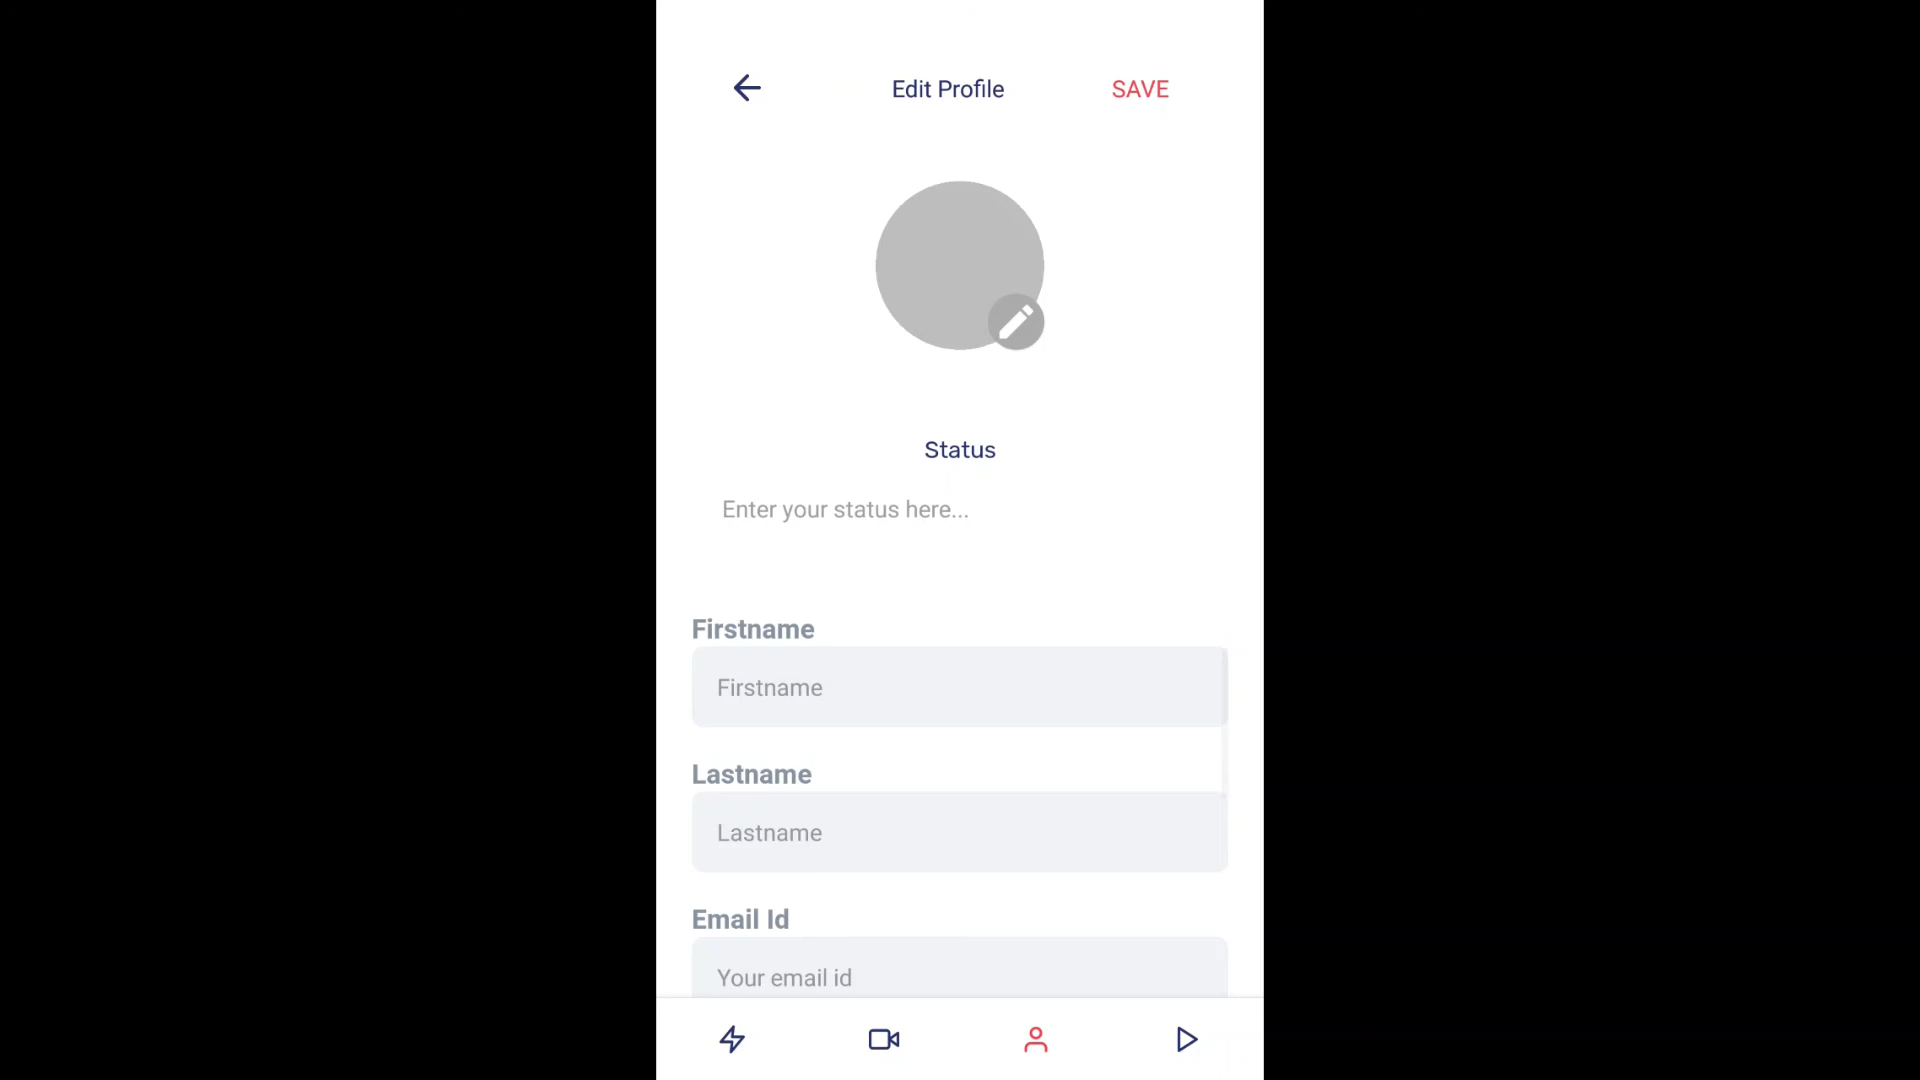 Edit Profile
SAVE
Status
Enter your status here...
Firstname
Firstname
Lastname
Lastname
Email Id
Your email id